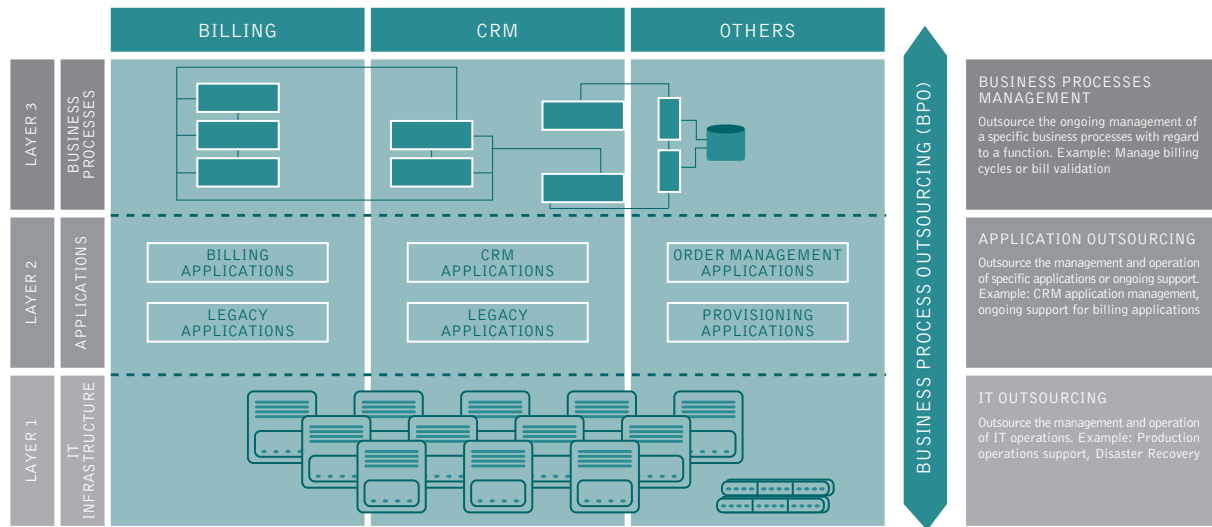 BILLING
CRM
OTHERS
LAYER 3
BUSINESS
PROCESSES
LAYER 2
APPLICATIONS
BILLING
APPLICATIONS
CRM
APPLICATIONS
ORDER MANAGEMENT
APPLICATIONS
LEGACY
APPLICATIONS
LEGACY
APPLICATIONS
PROVISIONING
APPLICATIONS
LAYER 1
IT
INFRASTRUCTURE
BUSINESS PROCESS OUTSOURCING (BPO)
BUSINESS PROCESSES
MANAGEMENT
Outsource the ongoing management of
a specific business processes with regard
to a function. Example: Manage billing
cycles or bill validation
APPLICATION OUTSOURCING
Outsource the management and operation
of specific applications or ongoing support.
Example: CRM application management,
ongoing support for billing applications
IT OUTSOURCING
Outsource the management and operation
of IT operations. Example: Production
operations support, Disaster Recovery